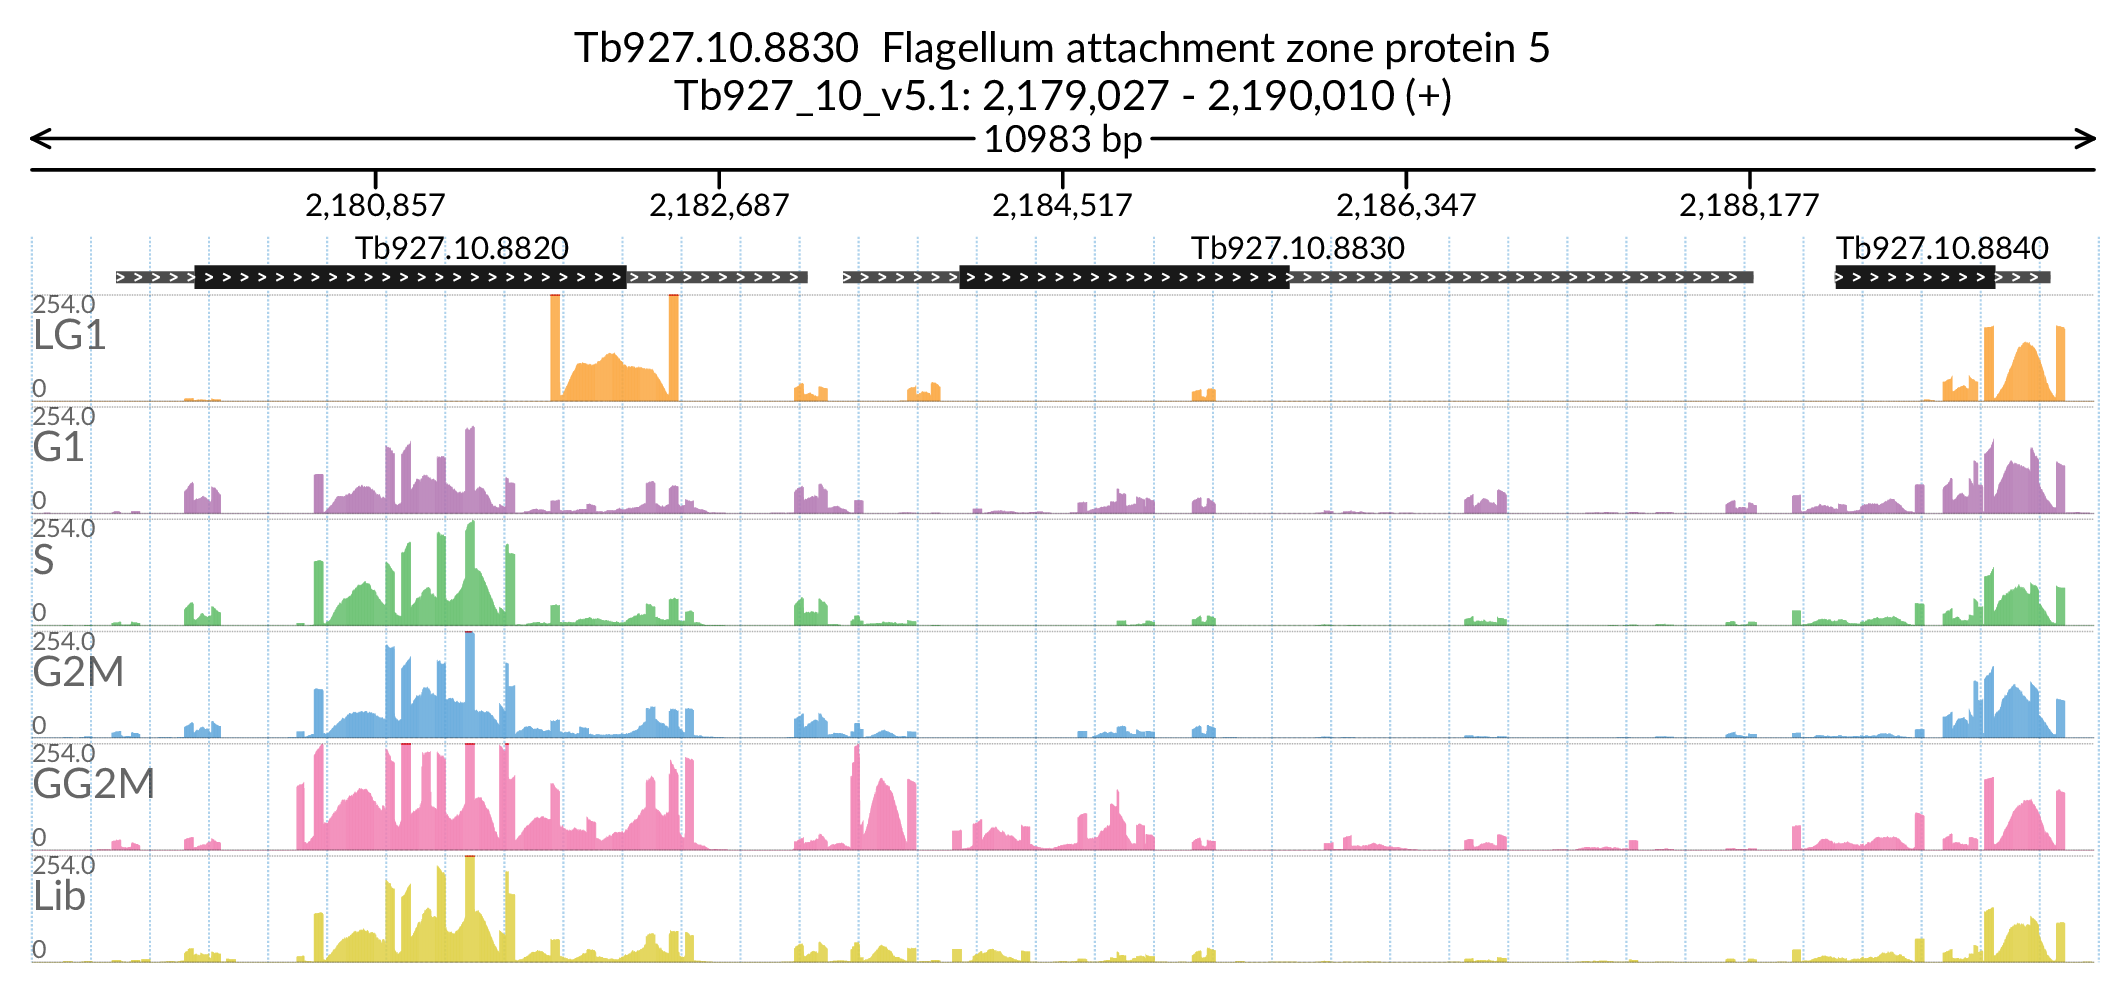 Tb927.10.8830 Flagellum attachment zone protein 5
Tb927_10_v5.1: 2,179,027 - 2,190,010 (+)
10983 bp
2,180,857 2,182,687 2,184,517 2,186,347 2,188,177
Tb927.10.8820 Tb927.10.8830 Tb927.10.8840
254.0
LG1
0
254.0
G1
0
254.0
S
0
254.0
G2M
0
254.0
GG2M
0
254.0
Lib
0